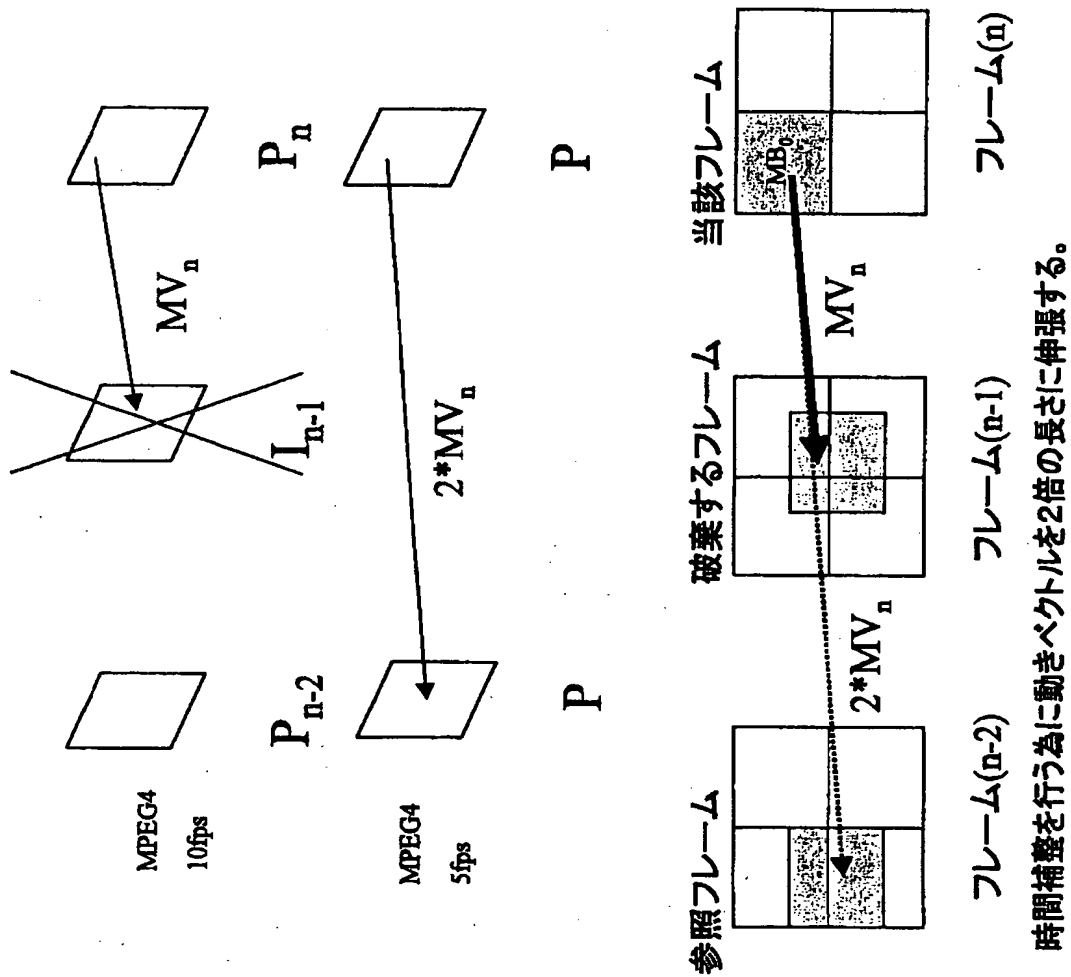 MPEG4
10fps
P_{n-2}
I_{n-1}
MV_n
P_n
MPEG4
5fps
P
2*MV_n
P
参照フレーム
破棄するフレーム
当該フレーム
MB_0
2*MV_n
MV_n
フレーム(n-2)
フレーム(n-1)
フレーム(n)
時間補整を行う為に動きベクトルを2倍の長さに伸張する。